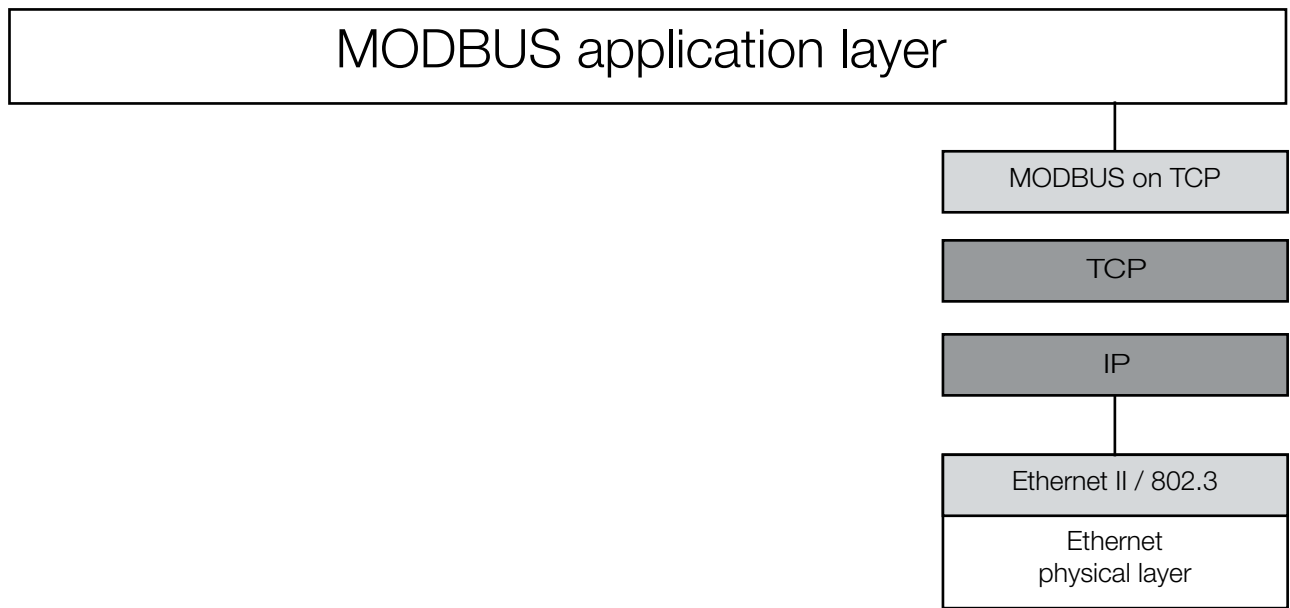 MODBUS application layer
MODBUS on TCP
TCP
IP
Ethernet II / 802.3
Ethernet
physical layer